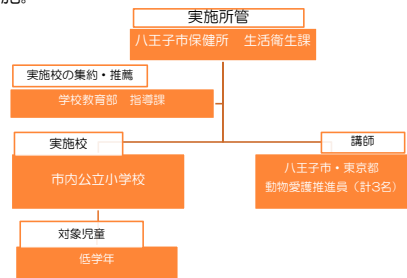 実施所管
八王子市保健所　生活衛生課
実施校の集約・推薦
学校教育部　指導課
実施校
講師
市内公立小学校
八王子市・東京都
動物愛護推進員（計3名）
対象児童
低学年